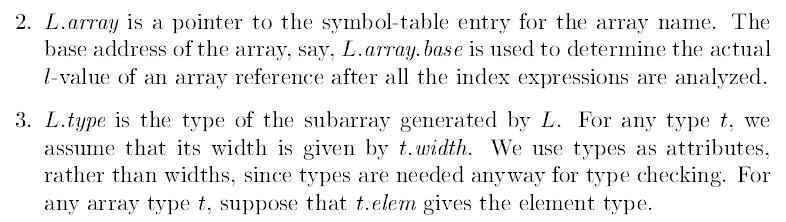 2. L.array is a pointer to the symbol-table entry for the array name. The
base address of the array, say, L.array.base is used to determine the actual
l-value of an array reference after all the index expressions are analyzed.
3. L.type is the type of the subarray generated by L. For any type t, we
assume that its width is given by t.width. We use types as attributes,
rather than widths, since types are needed anyway for type checking. For
any array type t, suppose that t.elem gives the element type.